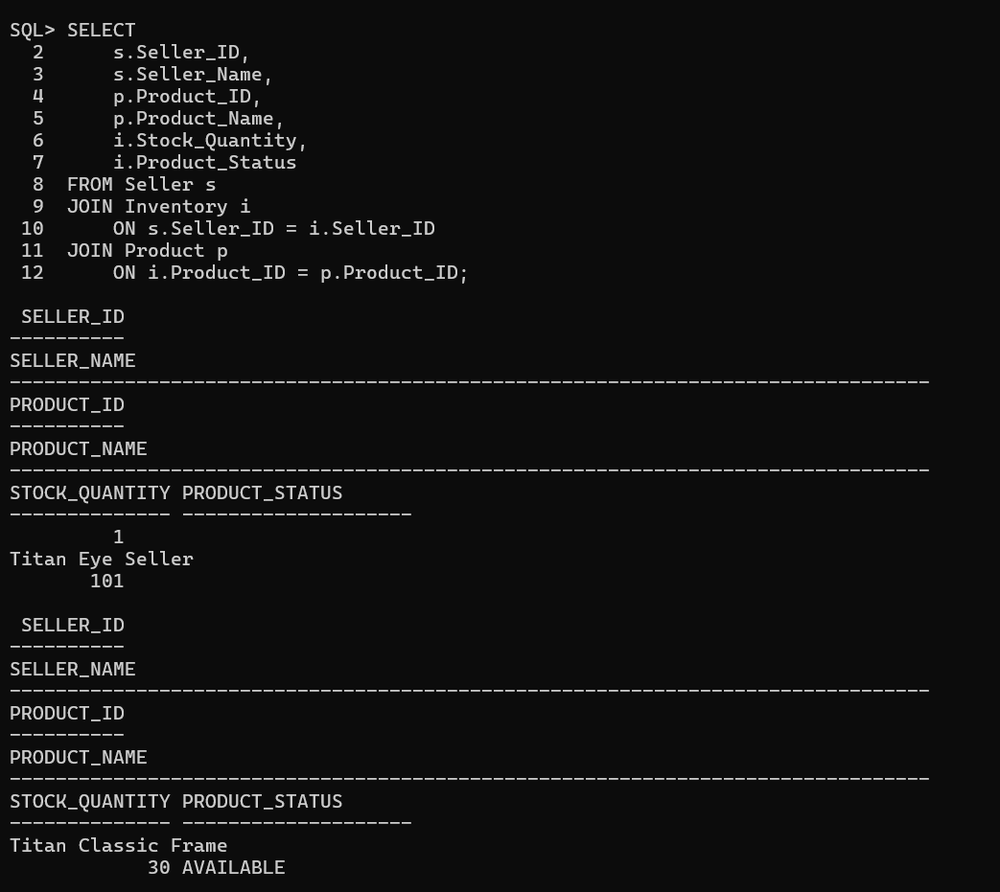 SQL> SELECT
  2      s.Seller_ID,
  3      s.Seller_Name,
  4      p.Product_ID,
  5      p.Product_Name,
  6      i.Stock_Quantity,
  7      i.Product_Status
  8  FROM Seller s
  9  JOIN Inventory i
 10      ON s.Seller_ID = i.Seller_ID
 11  JOIN Product p
 12      ON i.Product_ID = p.Product_ID;

 SELLER_ID
----------
SELLER_NAME
--------------------------------------------------------------------------------
PRODUCT_ID
----------
PRODUCT_NAME
--------------------------------------------------------------------------------
STOCK_QUANTITY PRODUCT_STATUS
-------------- --------------------
         1
Titan Eye Seller
       101

 SELLER_ID
----------
SELLER_NAME
--------------------------------------------------------------------------------
PRODUCT_ID
----------
PRODUCT_NAME
--------------------------------------------------------------------------------
STOCK_QUANTITY PRODUCT_STATUS
-------------- --------------------
Titan Classic Frame
            30 AVAILABLE